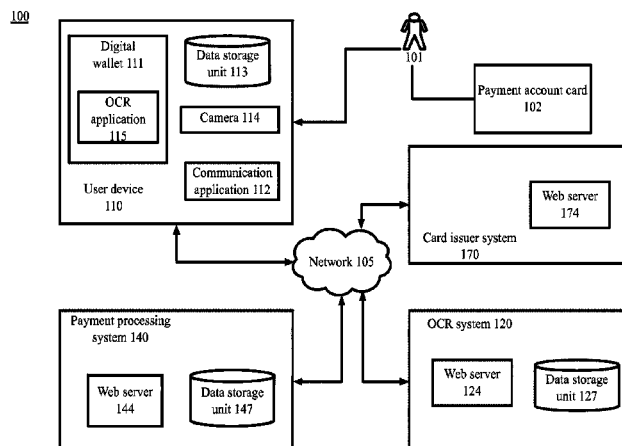 100
Digital
wallet 111
OCR
application
115
Data storage
unit 113
Camera 114
Communication
application 112
User device
110
101
Payment account card
102
Web server
174
Card issuer system
170
Network 105
Payment processing
system 140
Web server
144
Data storage
unit 147
OCR system 120
Web server
124
Data storage
unit 127